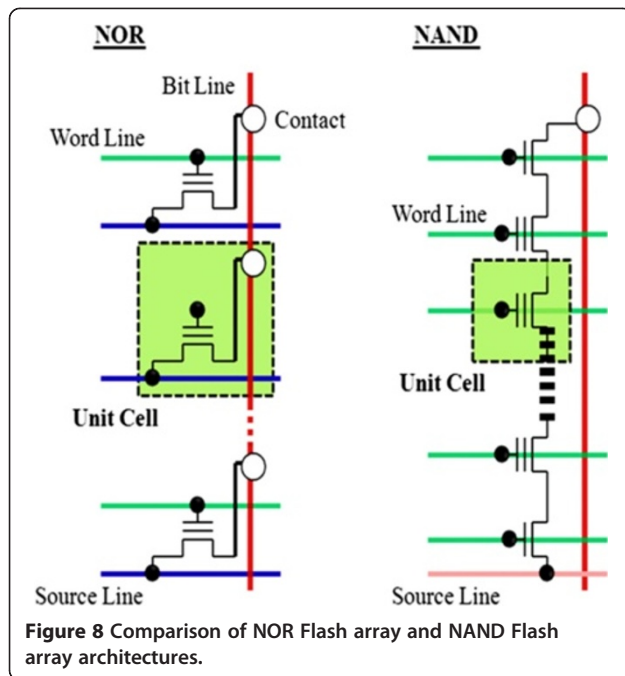 NOR
NAND
Bit Line
Contact
Word Line
Word Line
Unit Cell
Unit Cell
Source Line
Source Line
Figure 8 Comparison of NOR Flash array and NAND Flash
array architectures.